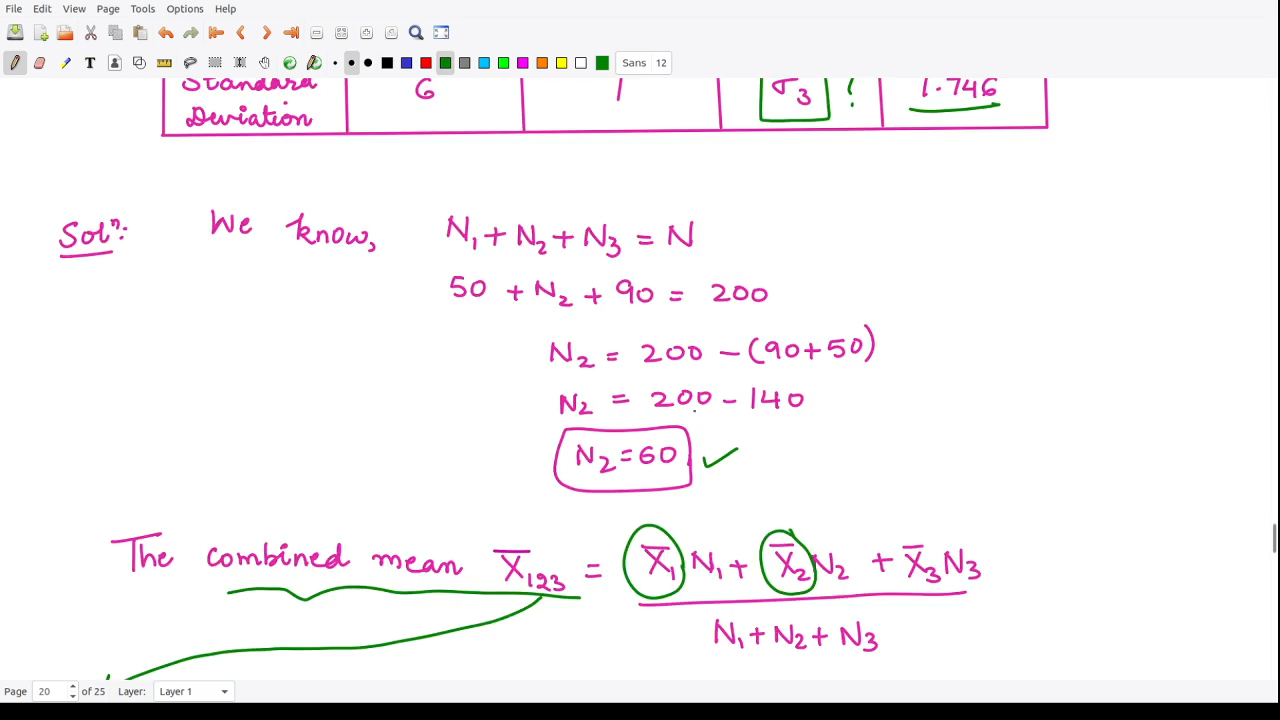 File Edit View Page Tools Options Help
Sans 12
Standard Deviation 6 1 σ₃ ? 1.746
Solⁿ: We know, N₁ + N₂ + N₃ = N
50 + N₂ + 90 = 200
N₂ = 200 - (90+50)
N₂ = 200 - 140
N₂ = 60 ✓
The combined mean X̅₁₂₃ = X̅₁N₁ + X̅₂N₂ + X̅₃N₃
N₁ + N₂ + N₃
Page 20 of 25 Layer: Layer 1